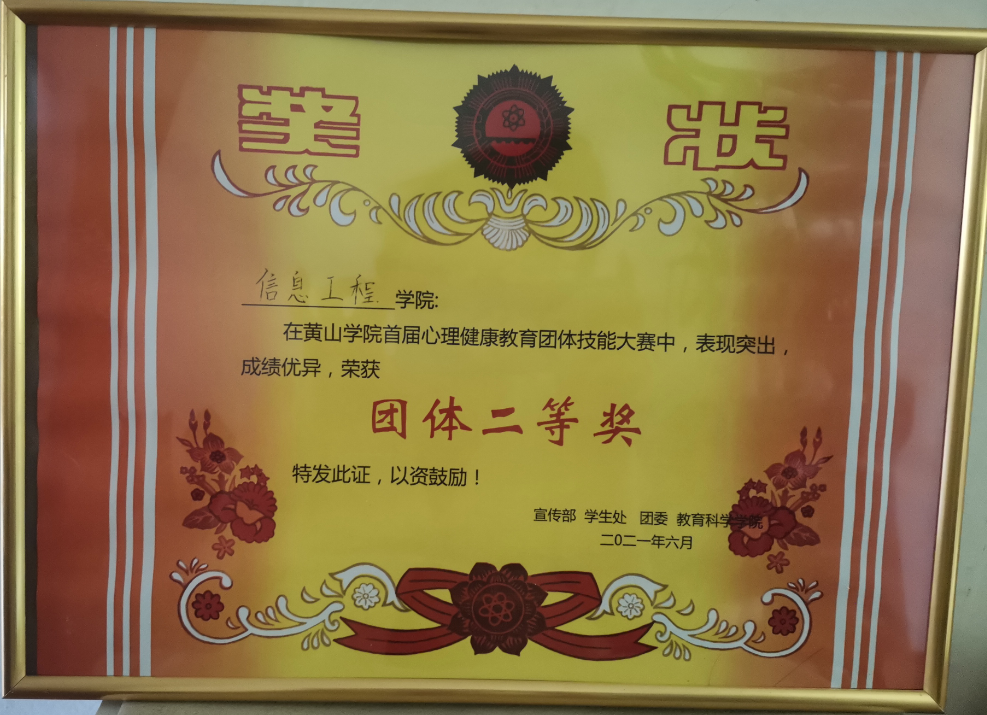 奖状
信息工程学院:
在黄山学院首届心理健康教育团体技能大赛中，表现突出，
成绩优异，荣获
团体二等奖
特发此证，以资鼓励！
宣传部 学生处 团委 教育科学学院
二〇二一年六月